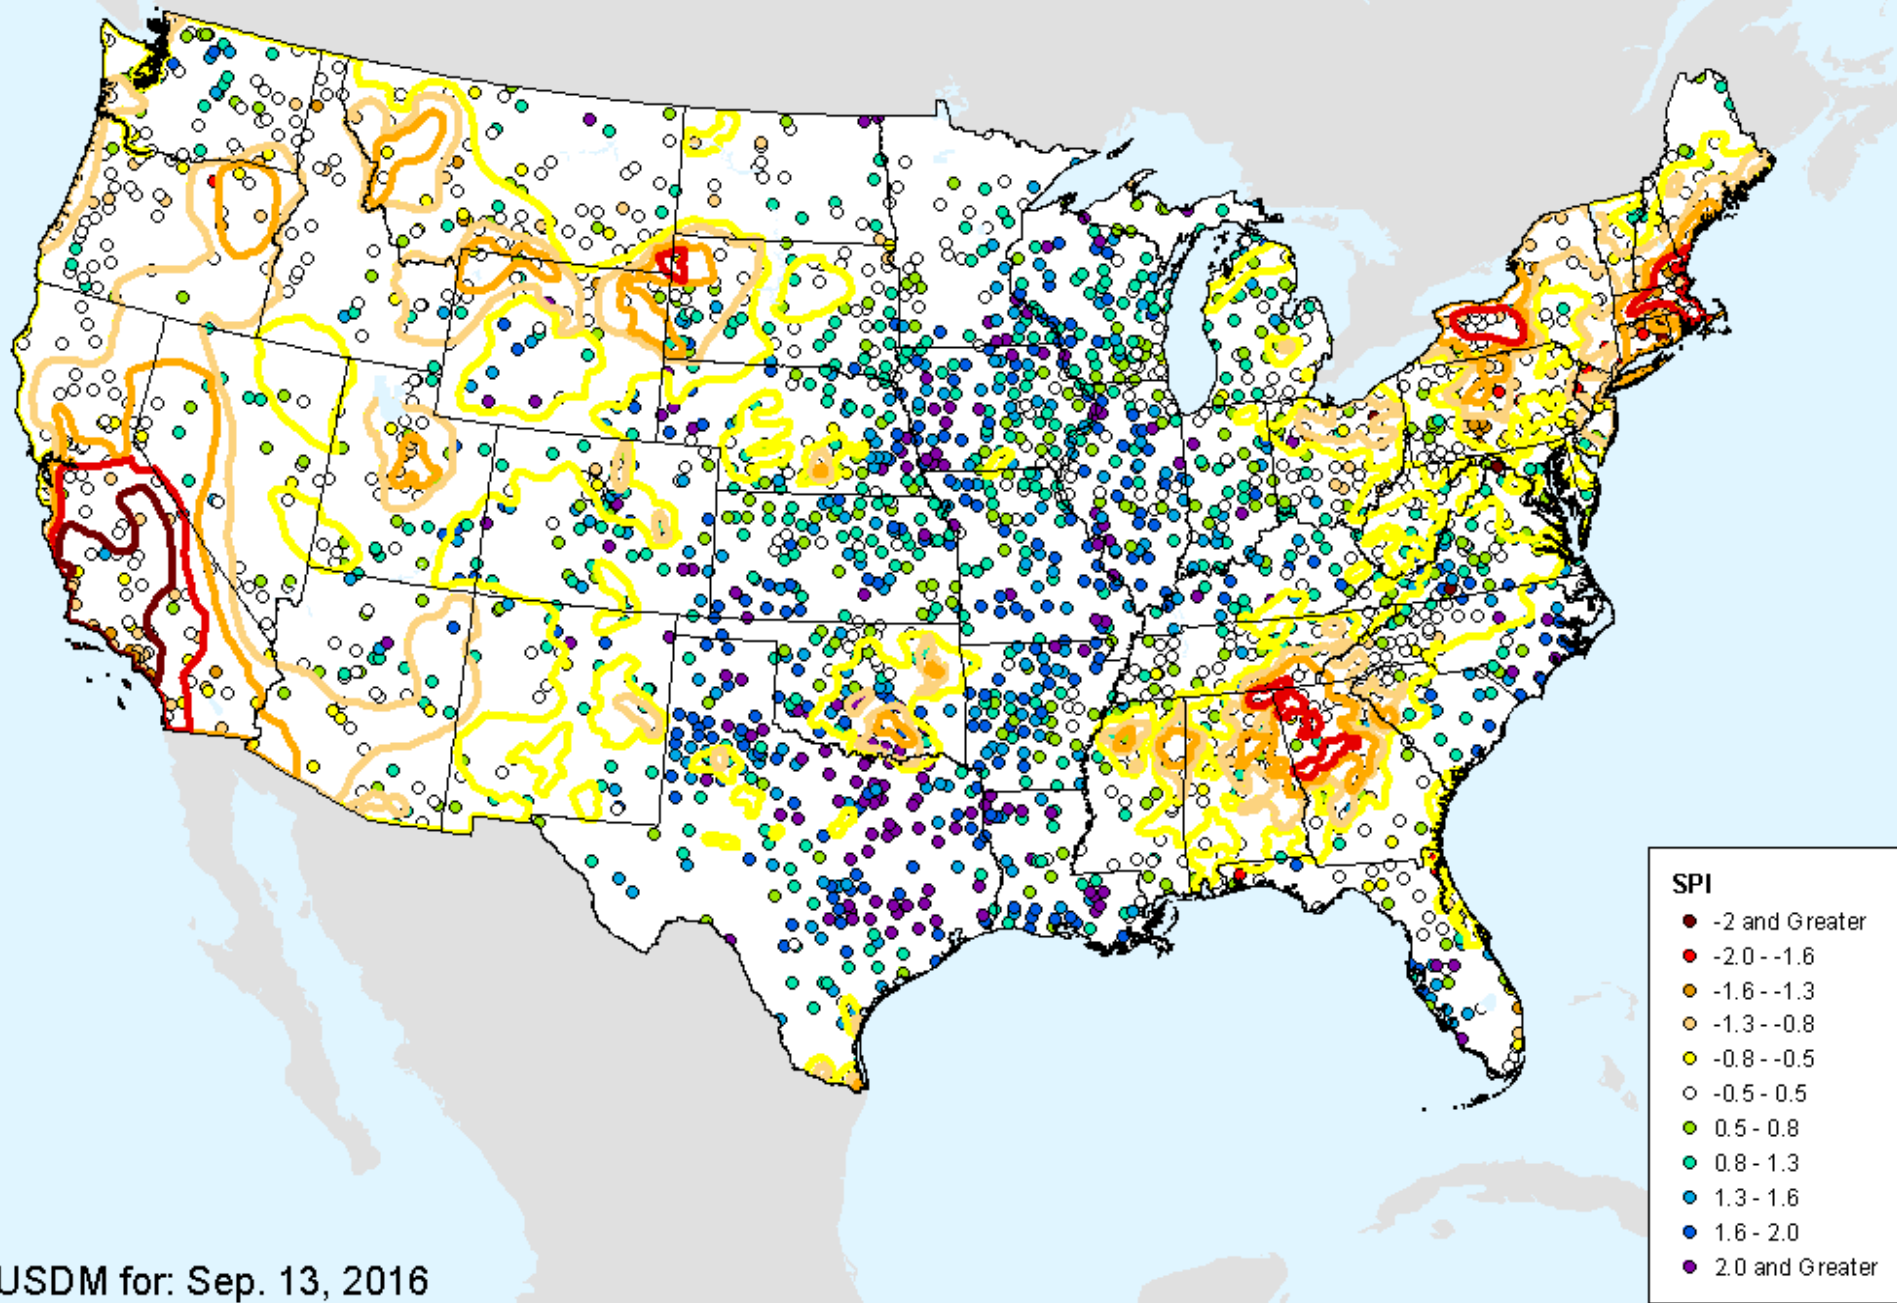 SPI
-2 and Greater
-2.0 - -1.6
-1.6 - -1.3
-1.3 - -0.8
-0.8 - -0.5
-0.5 - 0.5
0.5 - 0.8
0.8 - 1.3
1.3 - 1.6
1.6 - 2.0
2.0 and Greater
USDM for: Sep. 13, 2016